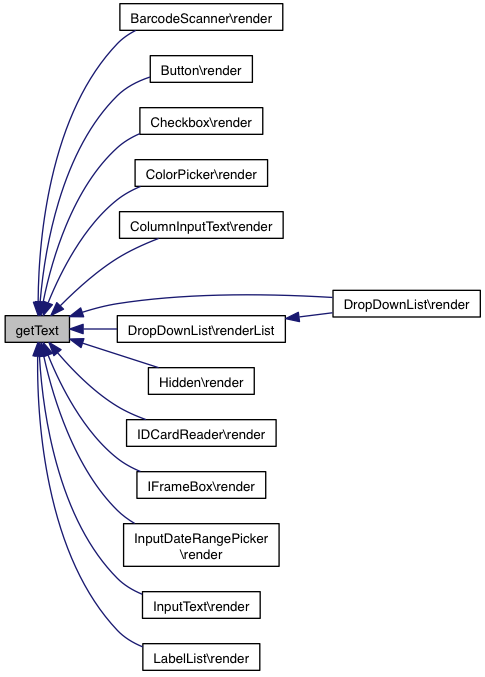 BarcodeScanner\render
Button\render
Checkbox\render
ColorPicker\render
ColumnInputText\render
DropDownList\render
getText
DropDownList\renderList
Hidden\render
IDCardReader\render
IFrameBox\render
InputDateRangePicker
\render
InputText\render
LabelList\render